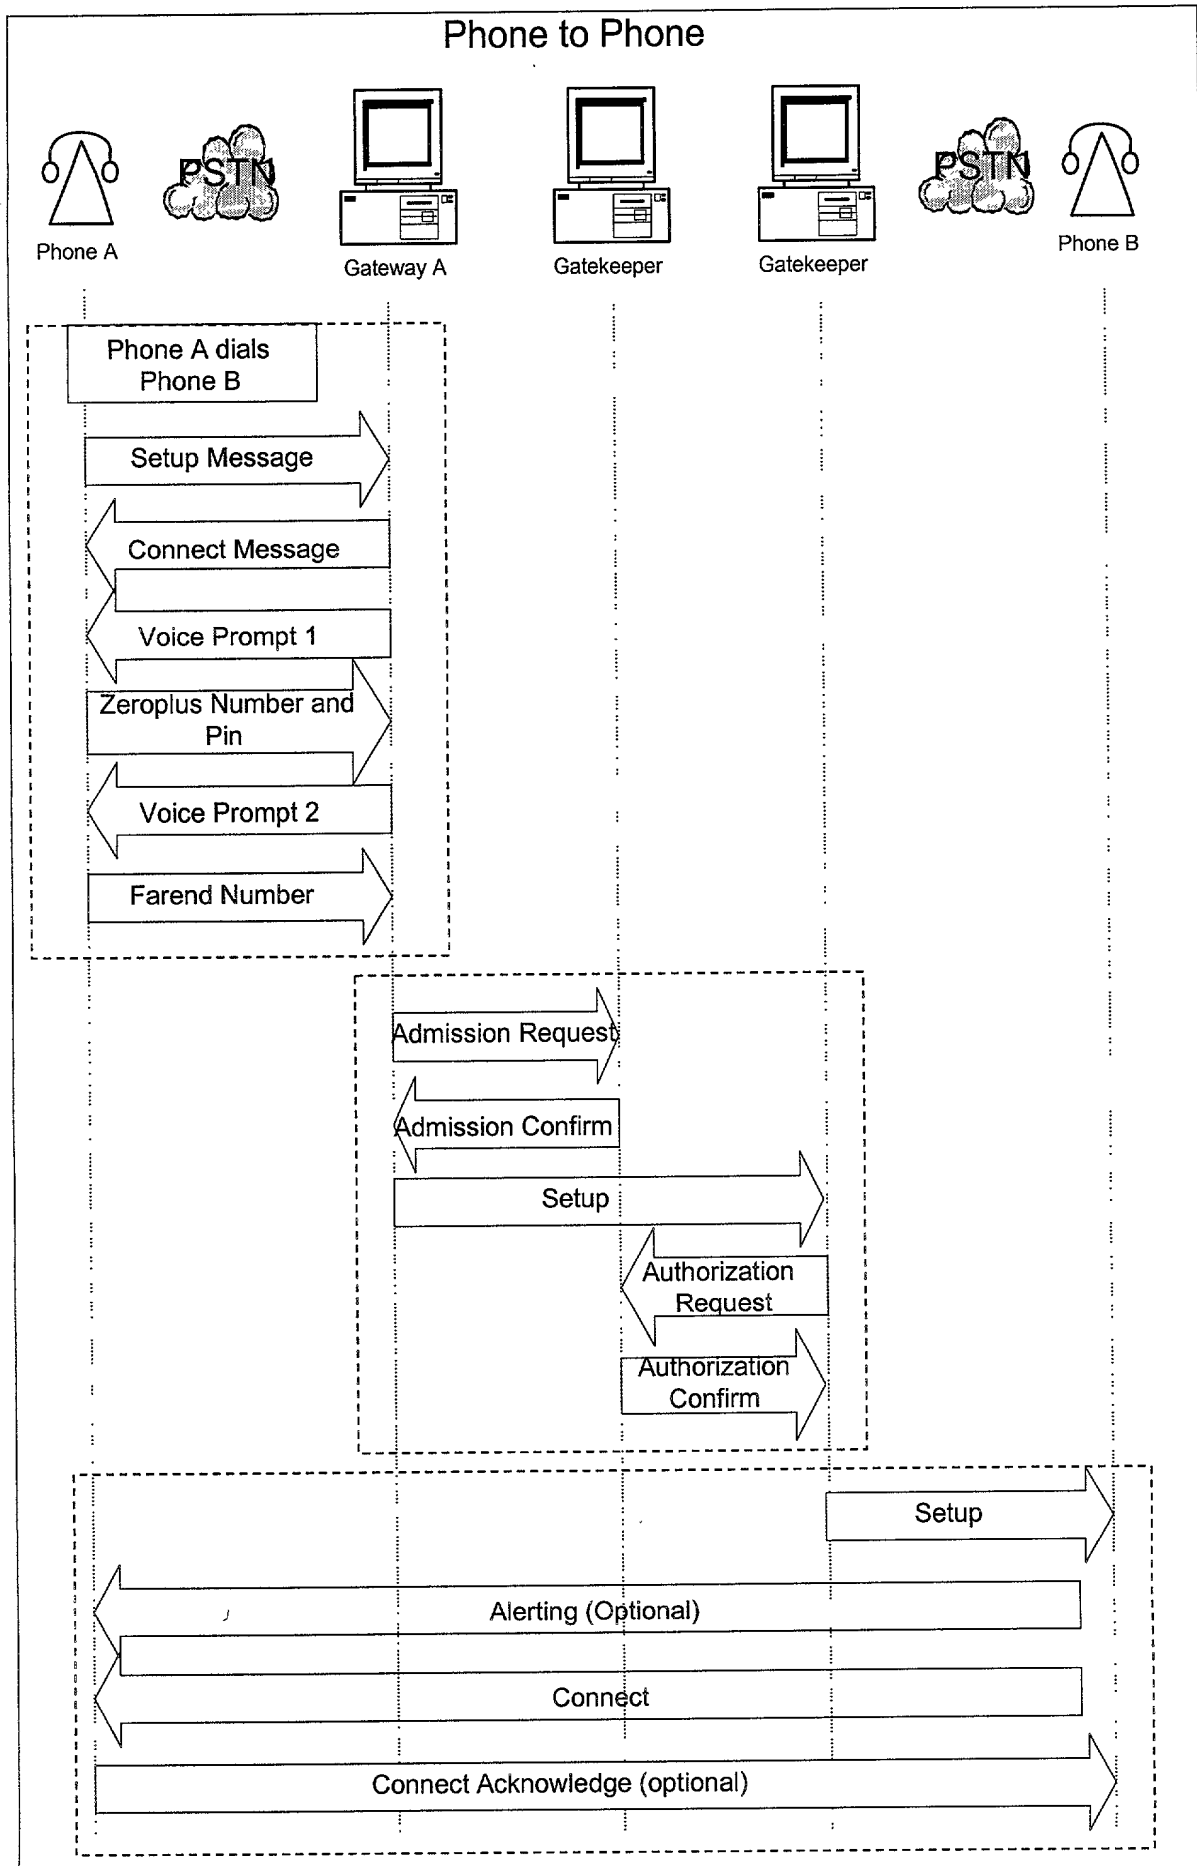 Phone to Phone
PSTN
PSTN
Phone A
Gateway A
Gatekeeper
Gatekeeper
Phone B
Phone A dials
Phone B
Setup Message
Connect Message
Voice Prompt 1
Zeroplus Number and
Pin
Voice Prompt 2
Farend Number
Admission Request
Admission Confirm
Setup
Authorization
Request
Authorization
Confirm
Setup
Alerting (Optional)
Connect
Connect Acknowledge (optional)